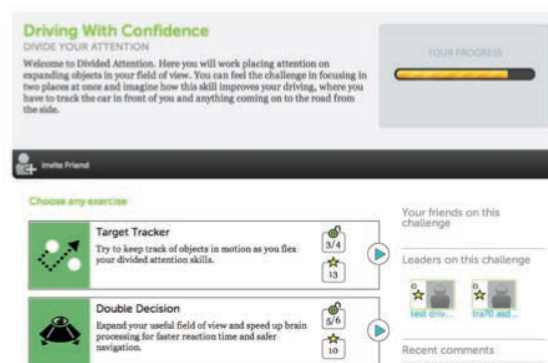 Driving With Confidence
DIVIDE YOUR ATTENTION
Welcome to Divided Attention. Here you will work placing attention on
expanding objects in your field of view. You can feel the challenge in focusing in
two places at once and imagine how this skill improves your driving, where you
have to track the car in front of you and anything coming on to the road from
the side.
YOUR PROGRESS
Invite Friend
Choose any exercise
Target Tracker
Try to keep track of objects in motion as you flex
your divided attention skills.
3/4
13
Double Decision
Expand your useful field of view and speed up brain
processing for faster reaction time and safer
navigation.
5/6
10
Your friends on this
challenge
Leaders on this challenge
test driv...
tra70 asd...
Recent comments